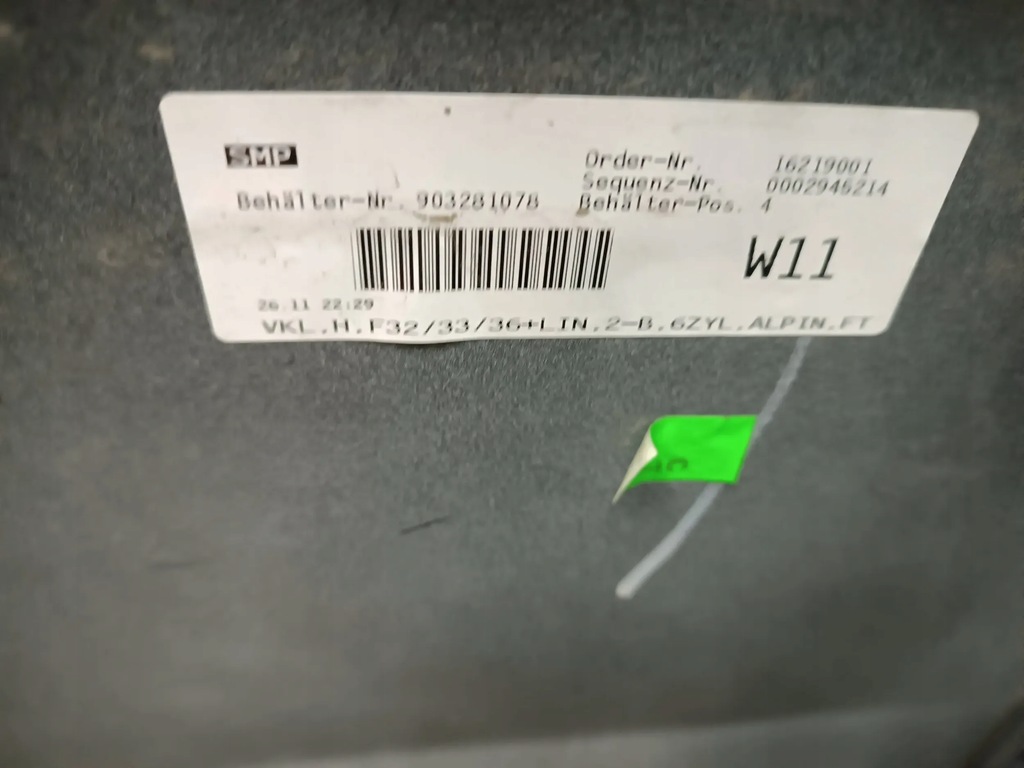 SMP
Order-Nr. 16219001
Sequenz-Nr. 0002945214
Behälter-Nr. 903281078
Behälter-Pos. 4
W11
26.11 22:29
VKL.H.F32/33/36+LIN.2-B.6ZYL.ALPIN.FT